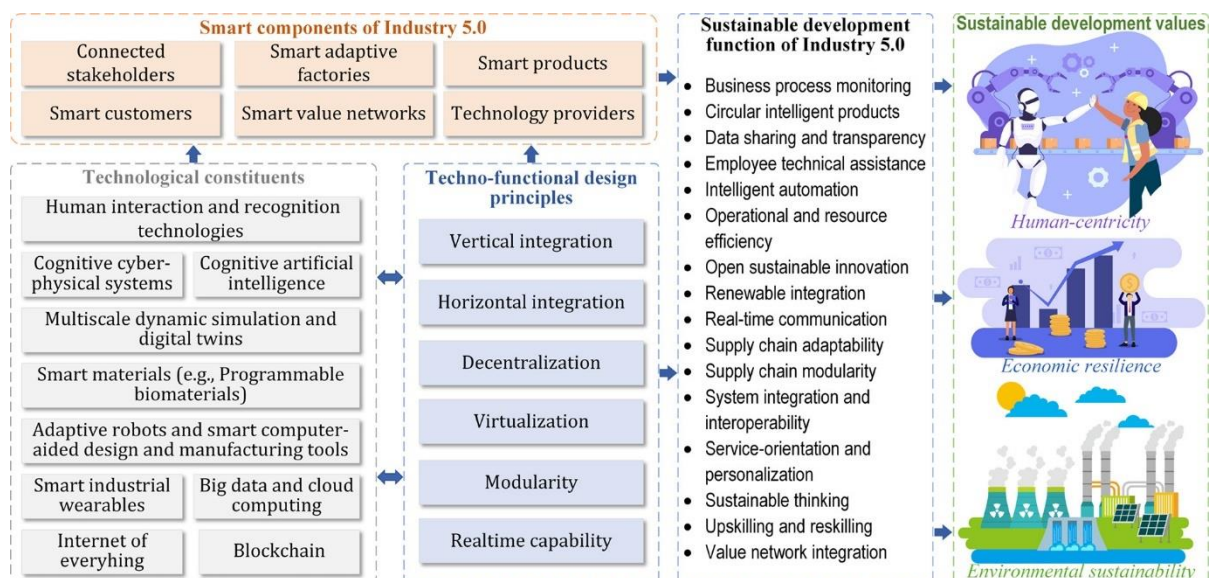 Smart components of Industry 5.0
Connected
stakeholders
Smart adaptive
factories
Smart products
Smart customers
Smart value networks
Technology providers
Technological constituents
Human interaction and recognition
technologies
Cognitive cyber-
physical systems
Cognitive artificial
intelligence
Multiscale dynamic simulation and
digital twins
Smart materials (e.g., Programmable
biomaterials)
Adaptive robots and smart computer-
aided design and manufacturing tools
Smart industrial
wearables
Big data and cloud
computing
Internet of
everyhing
Blockchain
Techno-functional design
principles
Vertical integration
Horizontal integration
Decentralization
Virtualization
Modularity
Realtime capability
Sustainable development
function of Industry 5.0
• Business process monitoring
• Circular intelligent products
• Data sharing and transparency
• Employee technical assistance
• Intelligent automation
• Operational and resource
efficiency
• Open sustainable innovation
• Renewable integration
• Real-time communication
• Supply chain adaptability
• Supply chain modularity
• System integration and
interoperability
• Service-orientation and
personalization
• Sustainable thinking
• Upskilling and reskilling
• Value network integration
Sustainable development values
Human-centricity
$
Economic resilience
Environmental sustainability